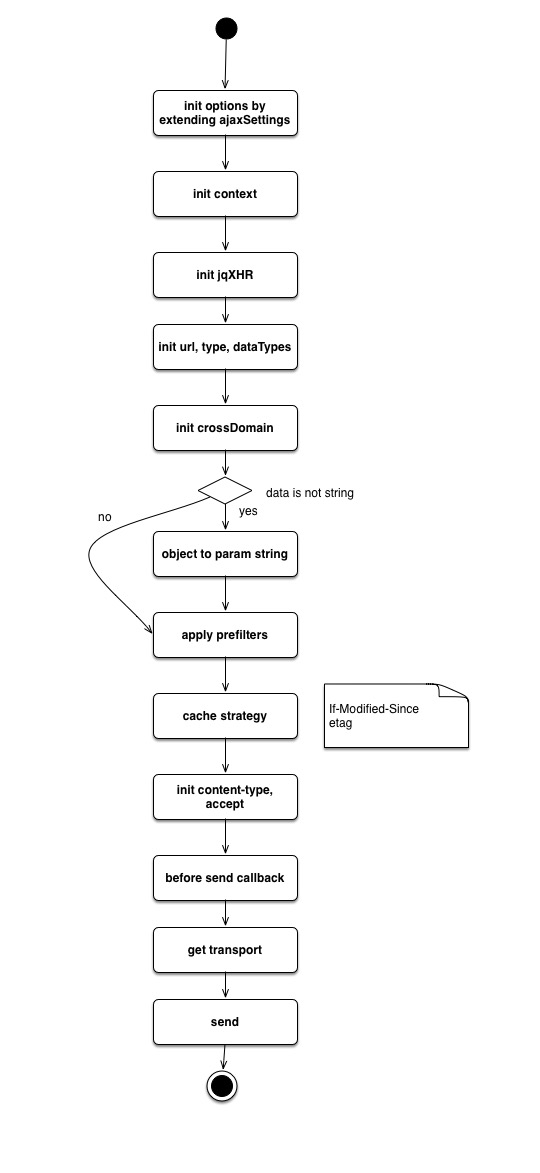 init options by
extending ajaxSettings
init context
init jqXHR
init url, type, dataTypes
init crossDomain
data is not string
yes
no
object to param string
apply prefilters
cache strategy
If-Modified-Since
etag
init content-type,
accept
before send callback
get transport
send